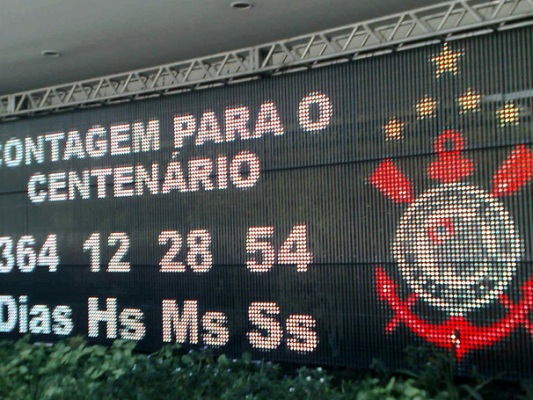 CONTAGEM PARA O
CENTENÁRIO
364 12 28 54
Dias Hs Ms Ss